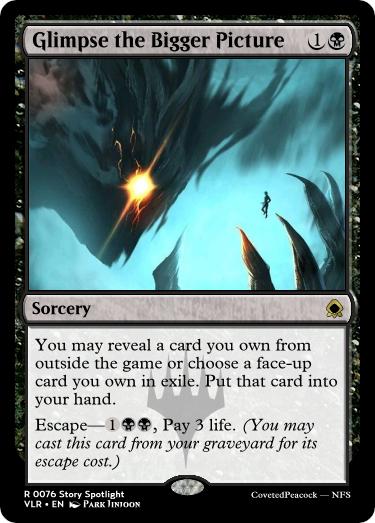 Glimpse the Bigger Picture 1
Sorcery
You may reveal a card you own from
outside the game or choose a face-up
card you own in exile. Put that card into
your hand.
Escape—1, Pay 3 life. (You may
cast this card from your graveyard for its
escape cost.)
R 0076 Story Spotlight
VLR • EN Park Jinjoon CovetedPeacock — NFS